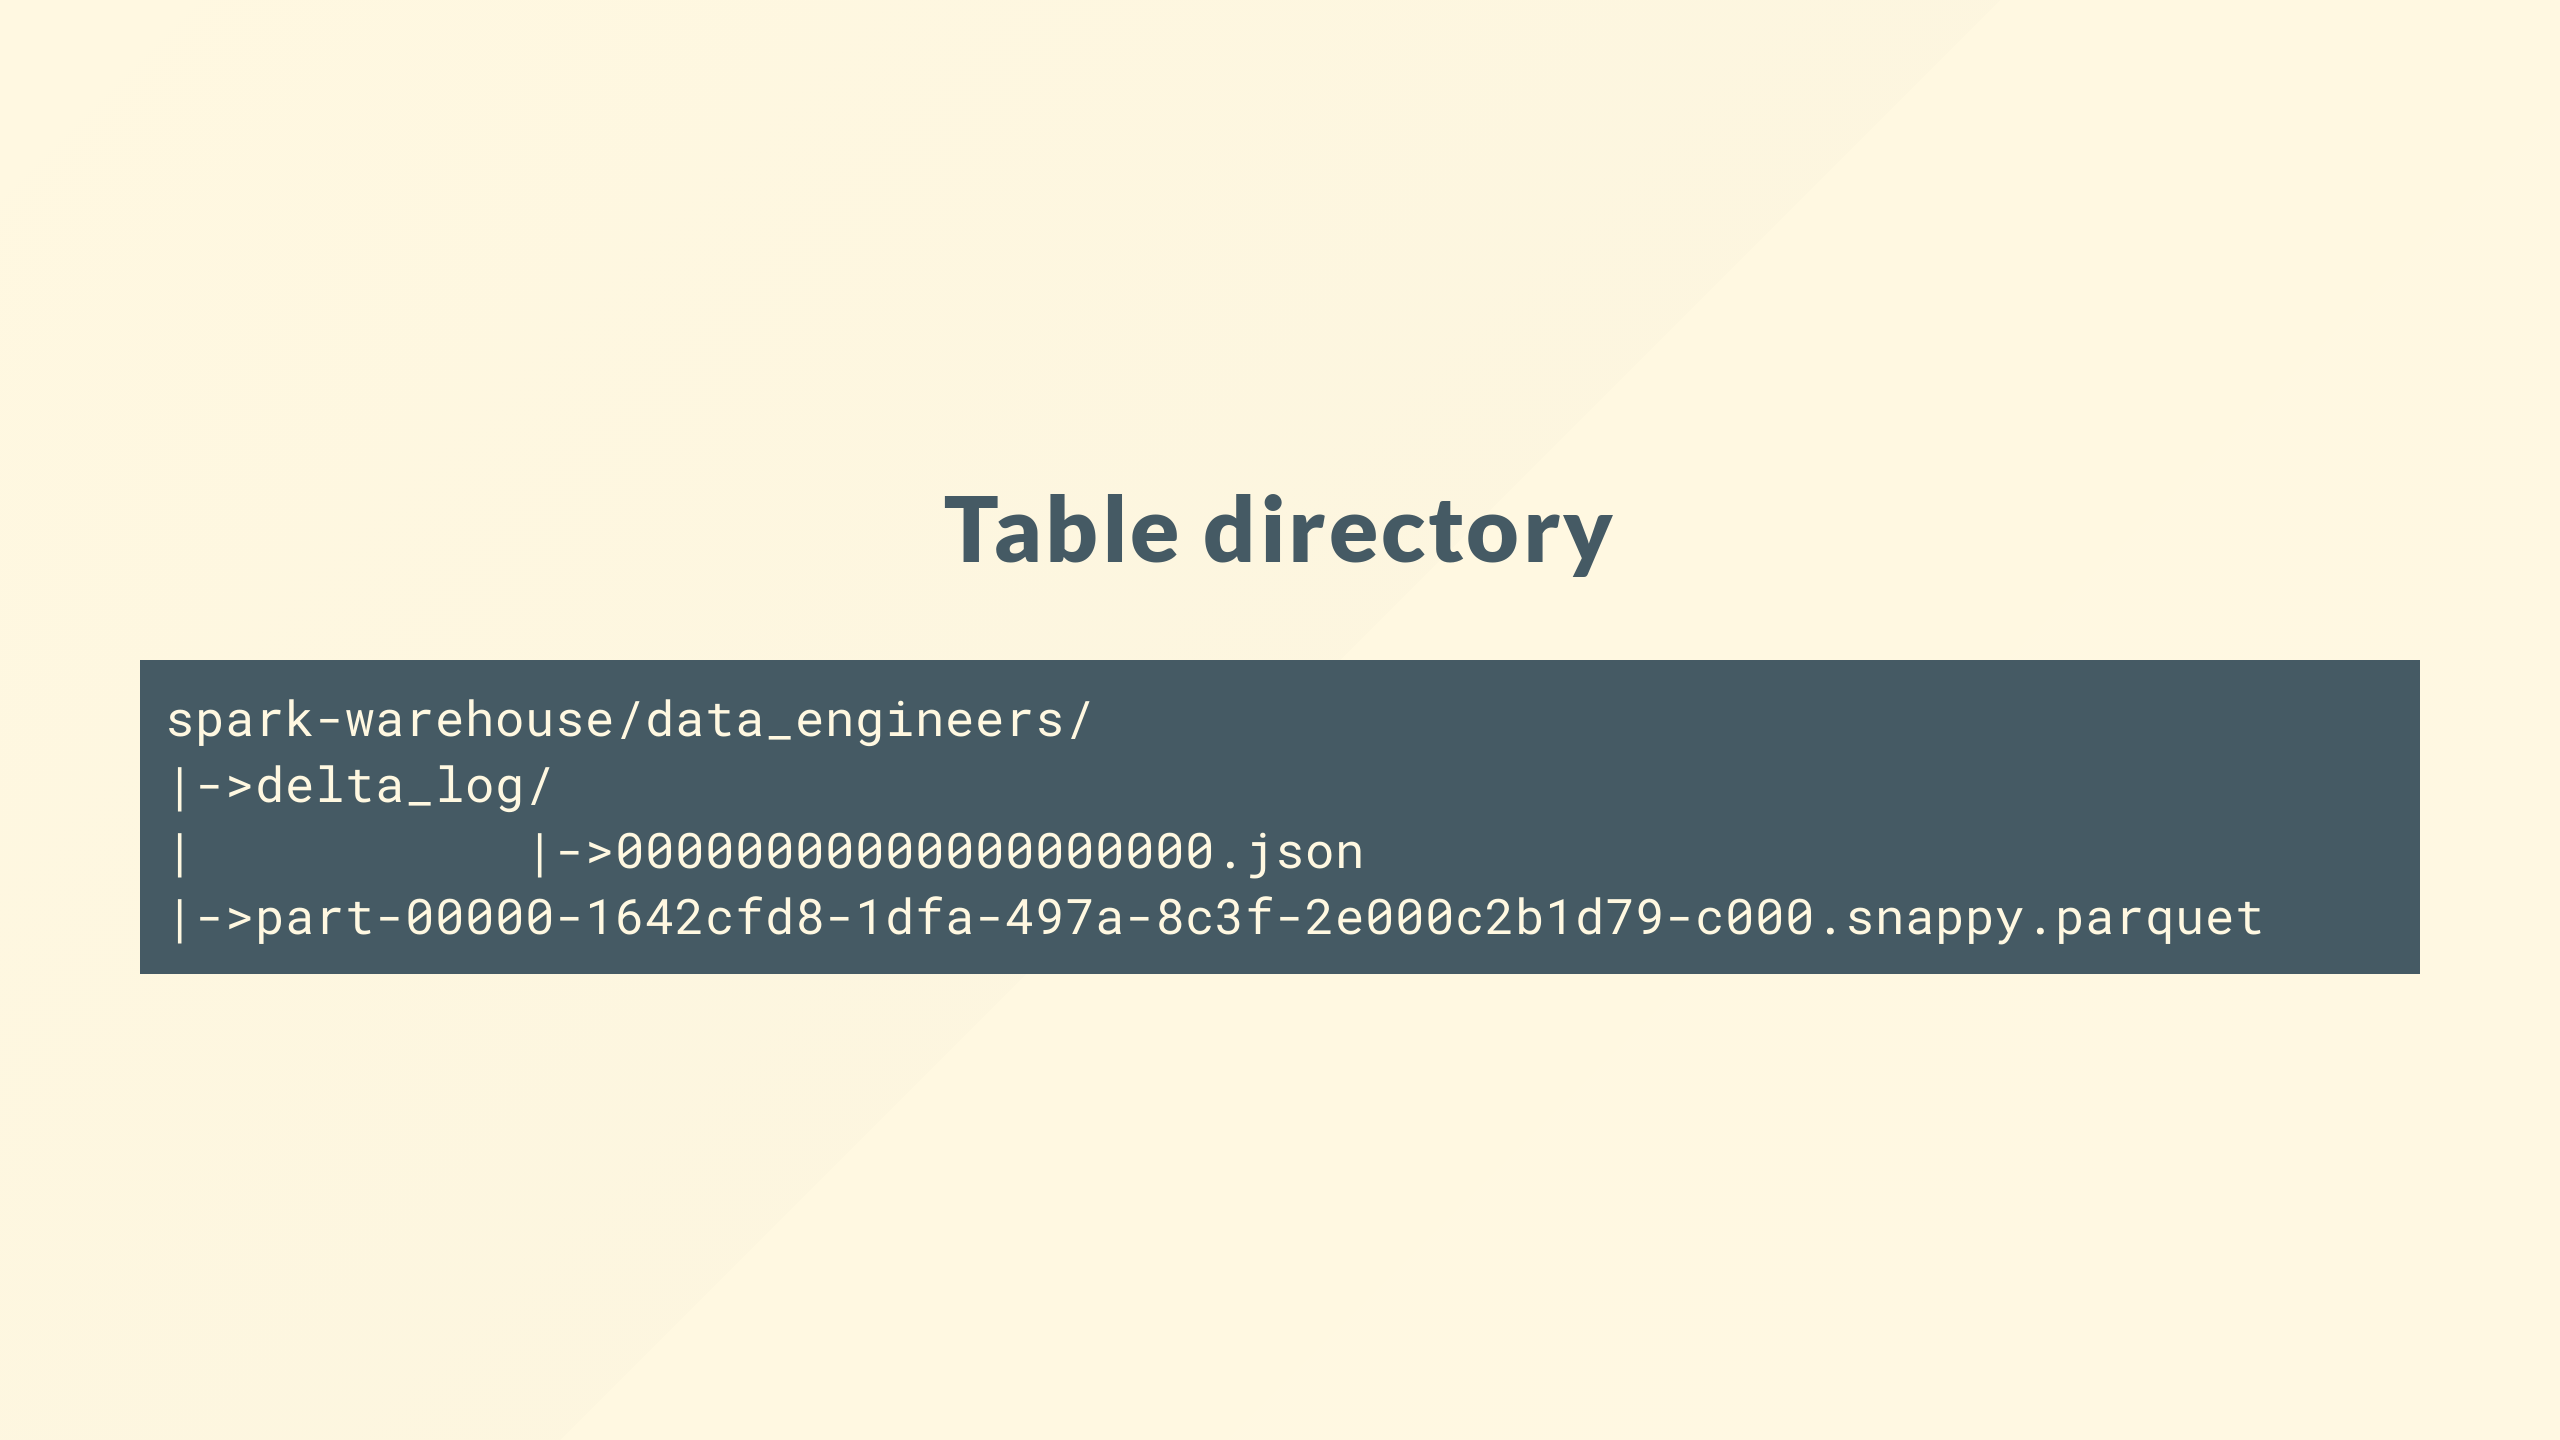 Table directory
spark-warehouse/data_engineers/
|->delta_log/
|           |->00000000000000000000.json
|->part-00000-1642cfd8-1dfa-497a-8c3f-2e000c2b1d79-c000.snappy.parquet